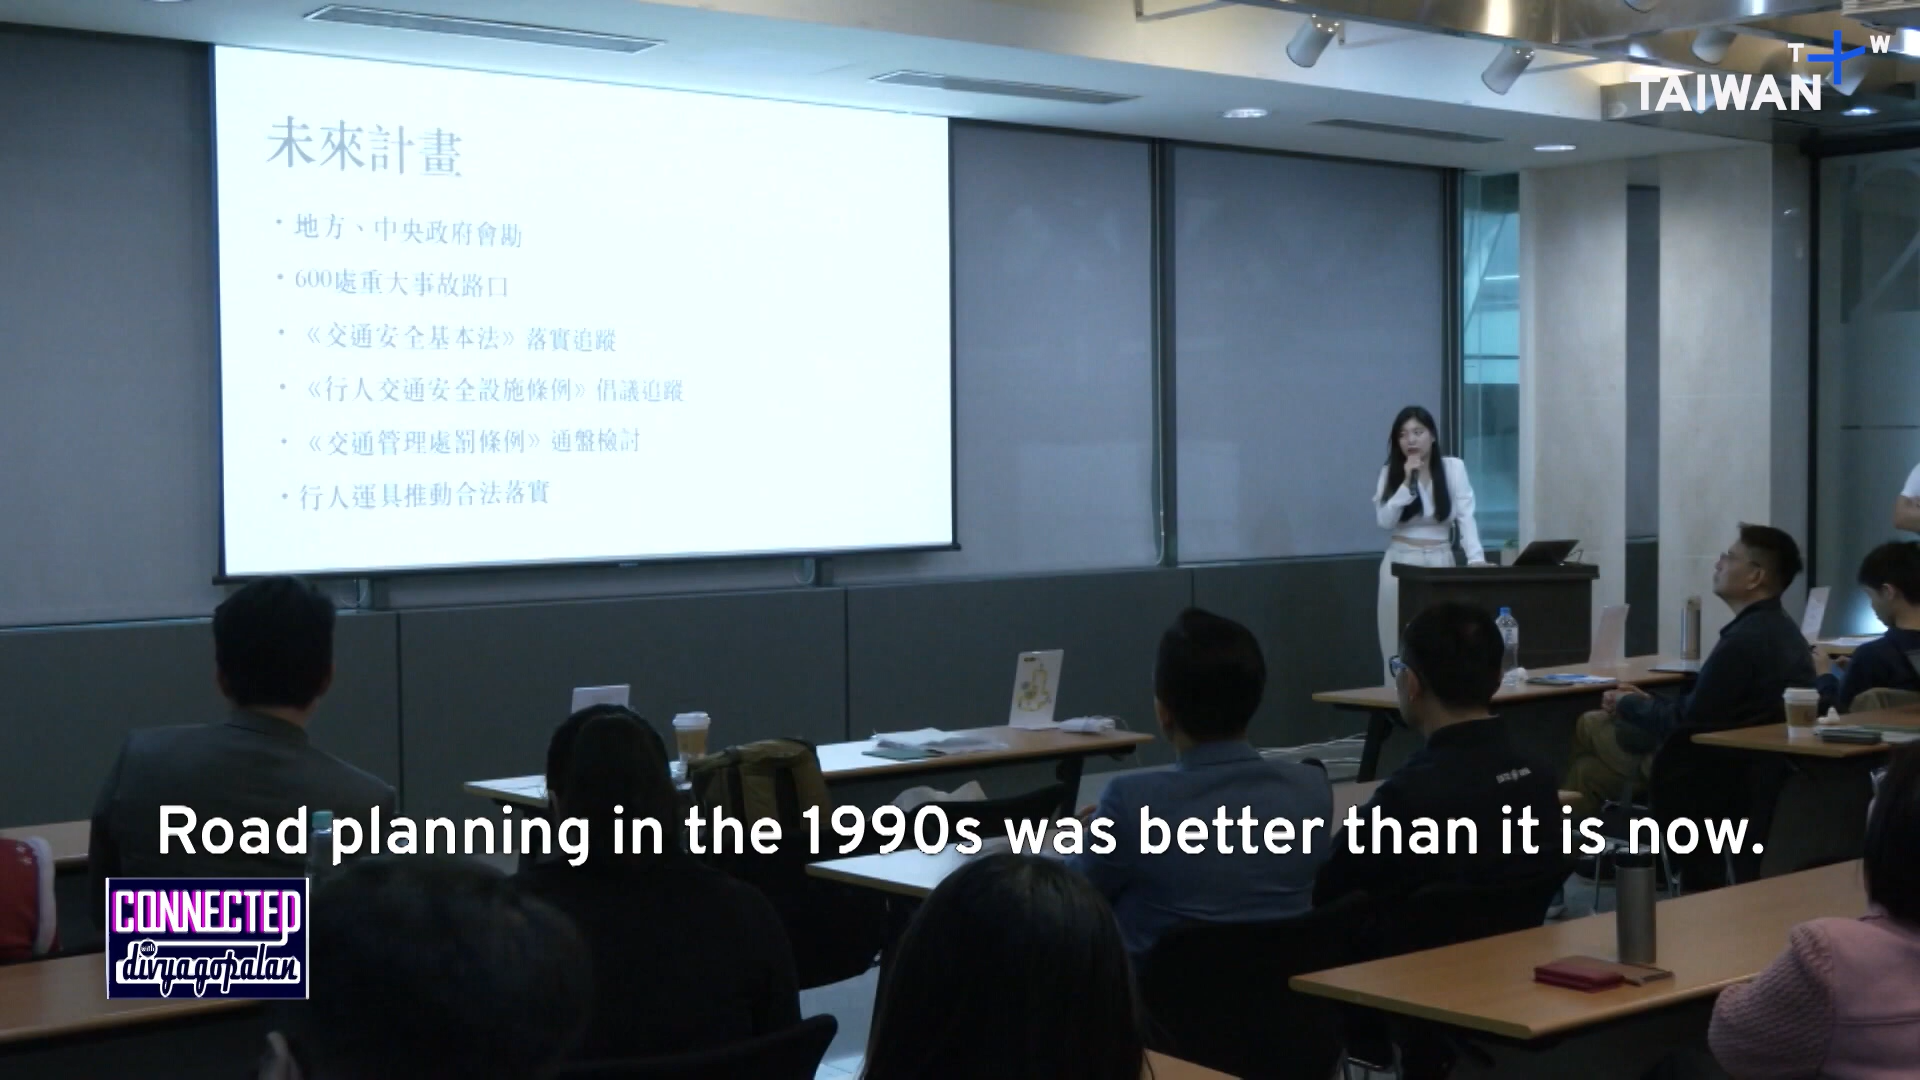 T W
TAIWAN
未來計畫
• 地方、中央政府會勘
• 600處重大事故路口
• 《交通安全基本法》落實追蹤
• 《行人交通安全設施條例》倡議追蹤
• 《交通管理處罰條例》通盤檢討
• 行人運具推動合法落實
Road planning in the 1990s was better than it is now.
CONNECTED
with
divyagopalan